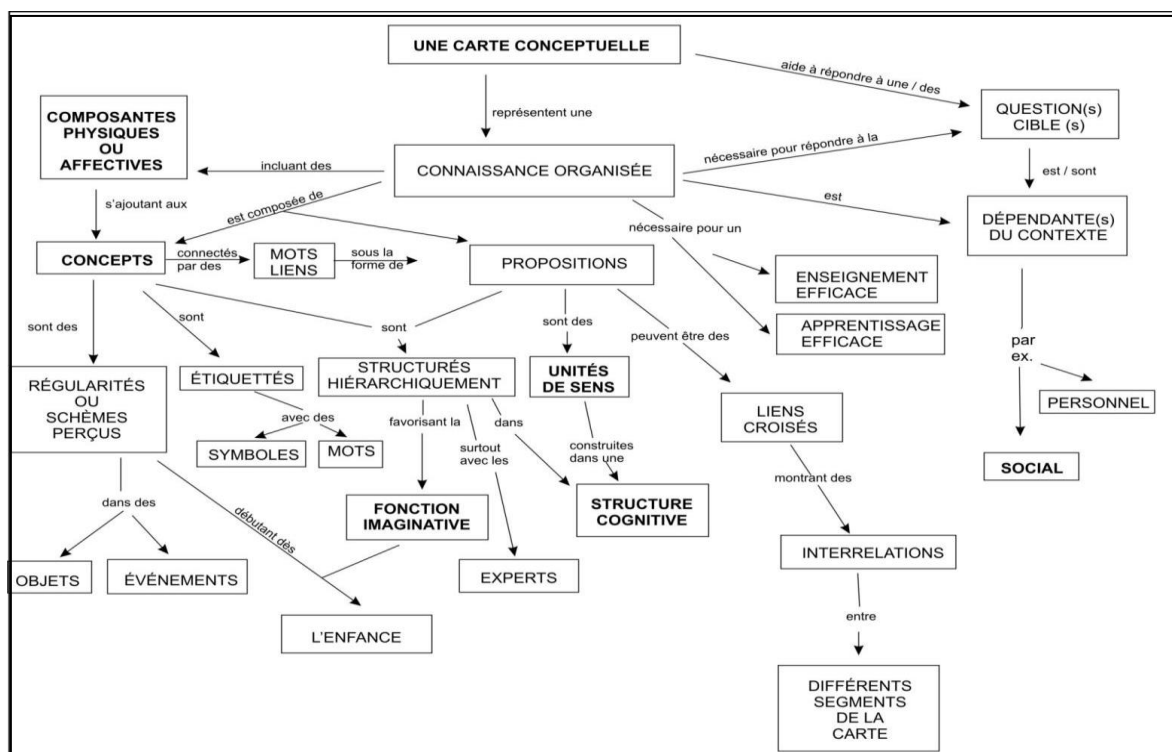 UNE CARTE CONCEPTUELLE
aide à répondre à une / des
représentent une
QUESTION(s)
CIBLE (s)
COMPOSANTES
PHYSIQUES
OU
AFFECTIVES
incluant des
CONNAISSANCE ORGANISÉE
nécessaire pour répondre à la
est / sont
s'ajoutant aux
est composée de
est
nécessaire pour un
DÉPENDANTE(s)
DU CONTEXTE
CONCEPTS
connectés
par des
MOTS
LIENS
sous la
forme de
PROPOSITIONS
ENSEIGNEMENT
EFFICACE
APPRENTISSAGE
EFFICACE
sont des
sont
sont
sont des
peuvent être des
par
ex.
RÉGULARITÉS
OU
SCHÈMES
PERÇUS
ÉTIQUETTÉS
STRUCTURÉS
HIÉRARCHIQUEMENT
UNITÉS
DE SENS
LIENS
CROISÉS
PERSONNEL
avec des
favorisant la
dans
surtout
avec les
construites
dans une
SYMBOLES
MOTS
SOCIAL
montrant des
dans des
débutant dès
FONCTION
IMAGINATIVE
STRUCTURE
COGNITIVE
INTERRELATIONS
OBJETS
ÉVÉNEMENTS
EXPERTS
entre
L'ENFANCE
DIFFÉRENTS
SEGMENTS
DE LA
CARTE